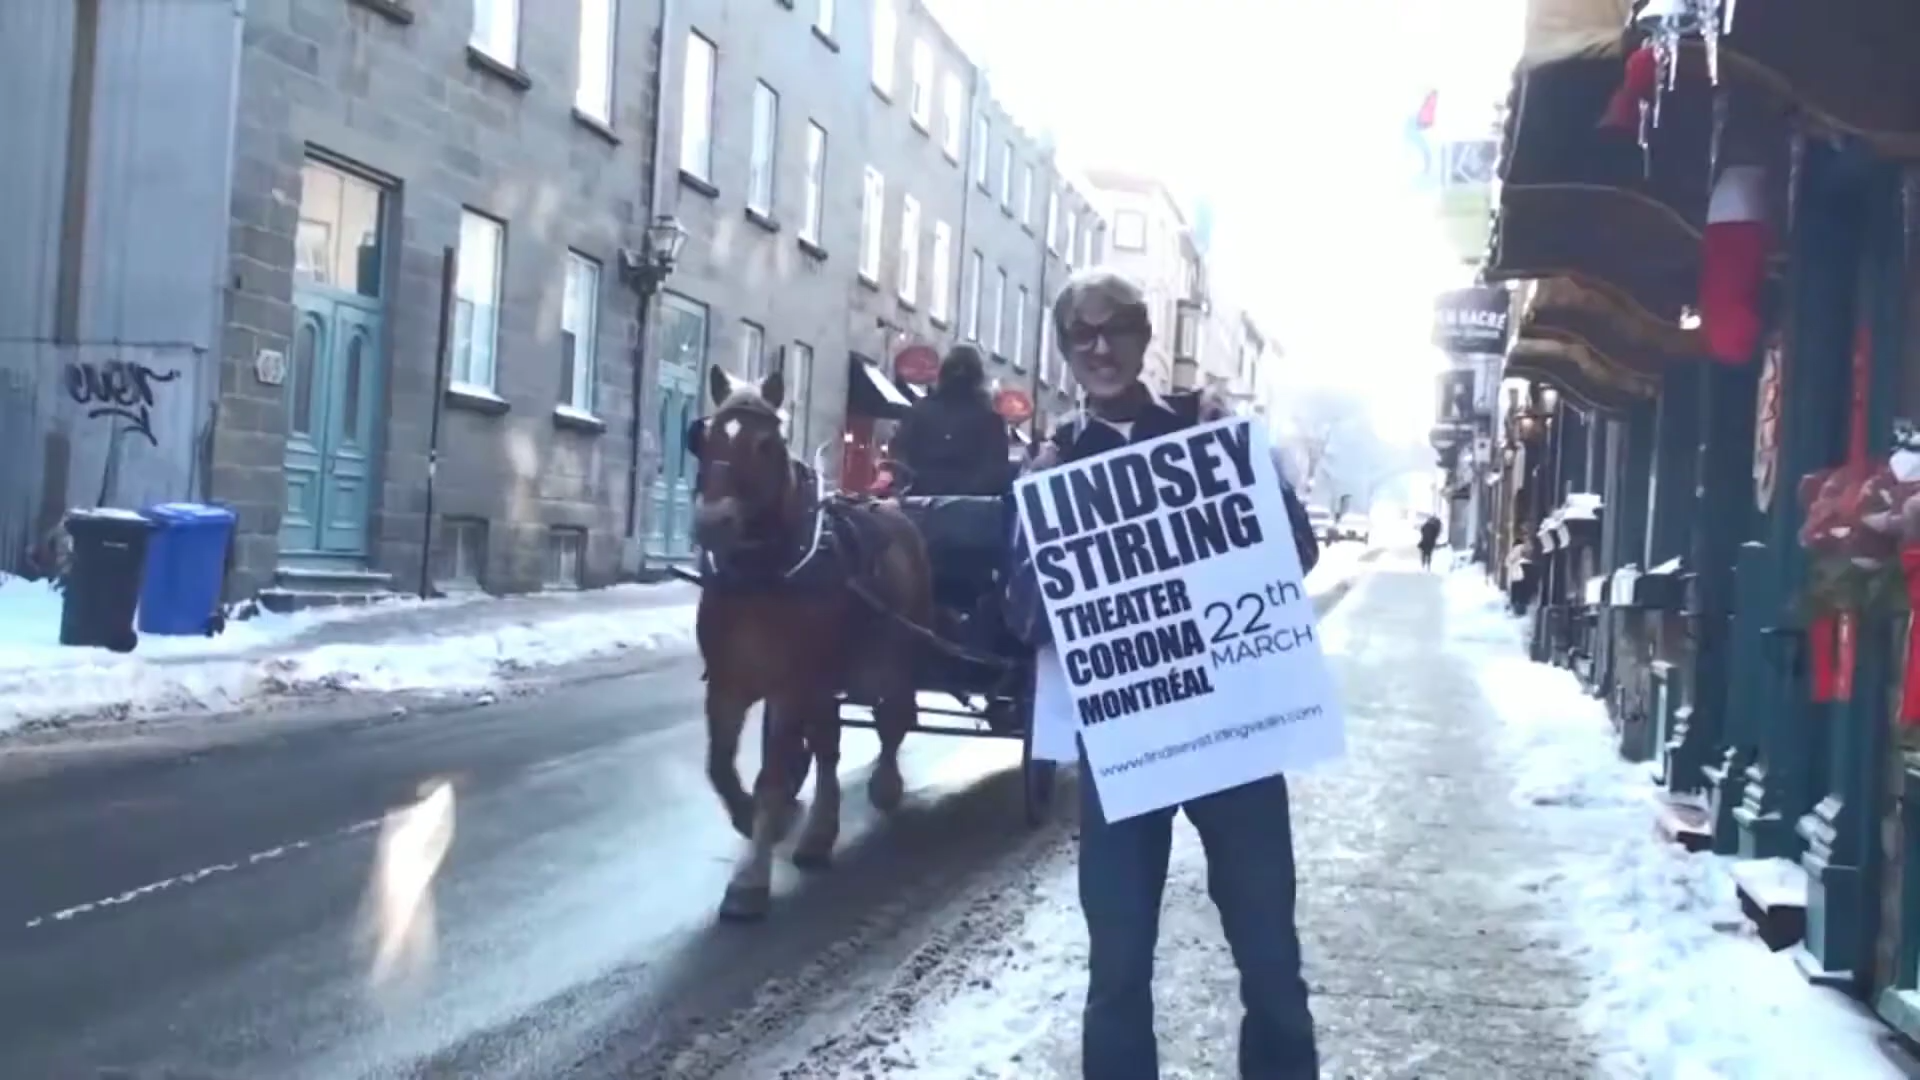 LINDSEY
STIRLING
THEATER
CORONA
MONTRÉAL
22th
MARCH
www.lindseystirlingviolin.com